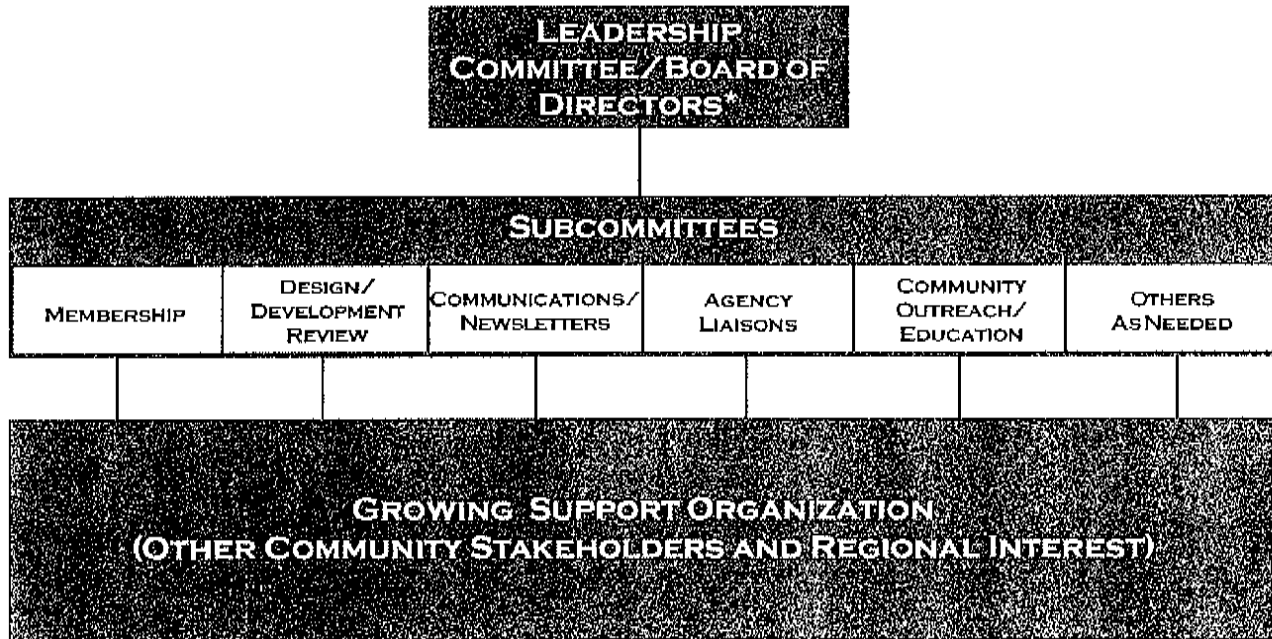 LEADERSHIP
COMMITTEE/BOARD OF
DIRECTORS*
SUBCOMMITTEES
MEMBERSHIP
DESIGN/
DEVELOPMENT
REVIEW
COMMUNICATIONS/
NEWSLETTERS
AGENCY
LIAISONS
COMMUNITY
OUTREACH/
EDUCATION
OTHERS
AS NEEDED
GROWING SUPPORT ORGANIZATION
(OTHER COMMUNITY STAKEHOLDERS AND REGIONAL INTEREST)